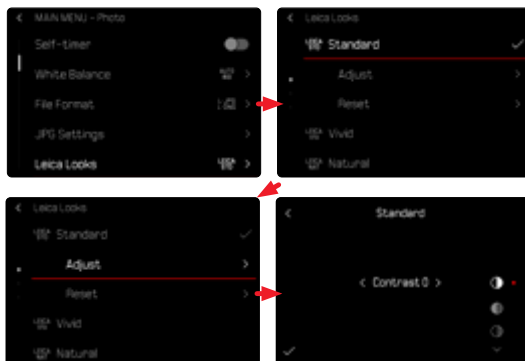 MAIN MENU - Photo
Self-timer
White Balance
File Format
JPG Settings
Leica Looks
Leica Looks
Standard
Adjust
Reset
Vivid
Natural
Leica Looks
Standard
Adjust
Reset
Vivid
Natural
Standard
Contrast 0